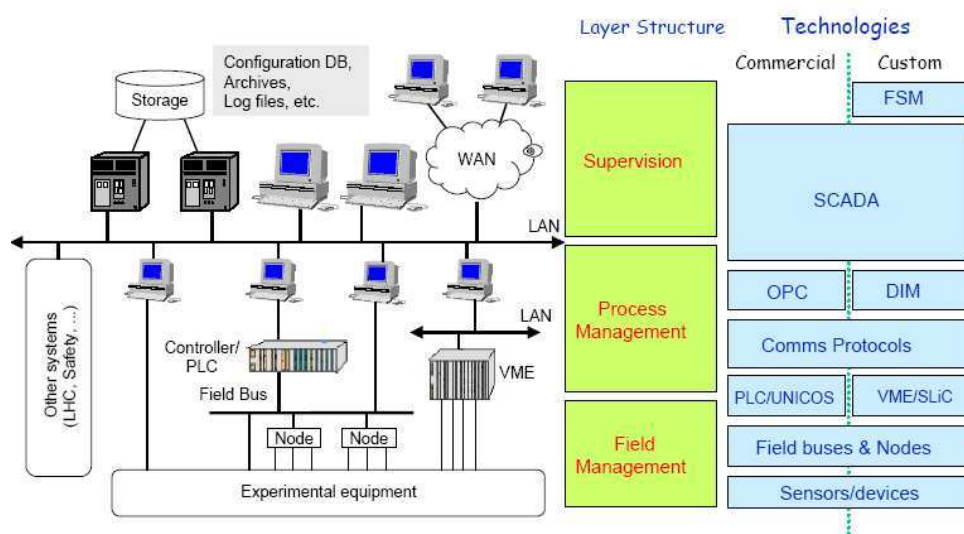 Layer Structure
Technologies
Commercial
Custom
Configuration DB,
Archives,
Log files, etc.
Storage
WAN
LAN
Other systems
(LHC, Safety, ...)
Controller/
PLC
Field Bus
LAN
VME
Node
Node
Experimental equipment
Supervision
Process
Management
Field
Management
FSM
SCADA
OPC
DIM
Comms Protocols
PLC/UNICOS
VME/SLiC
Field buses & Nodes
Sensors/devices